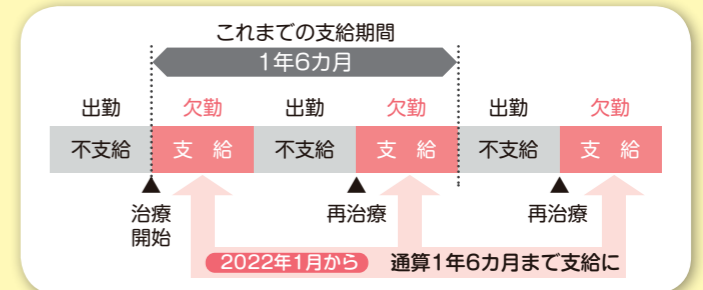 これまでの支給期間
1年6カ月
出勤 欠勤 出勤 欠勤 出勤 欠勤
不支給 支 給 不支給 支 給 不支給 支 給
治療
開始
再治療
再治療
2022年1月から 通算1年6カ月まで支給に